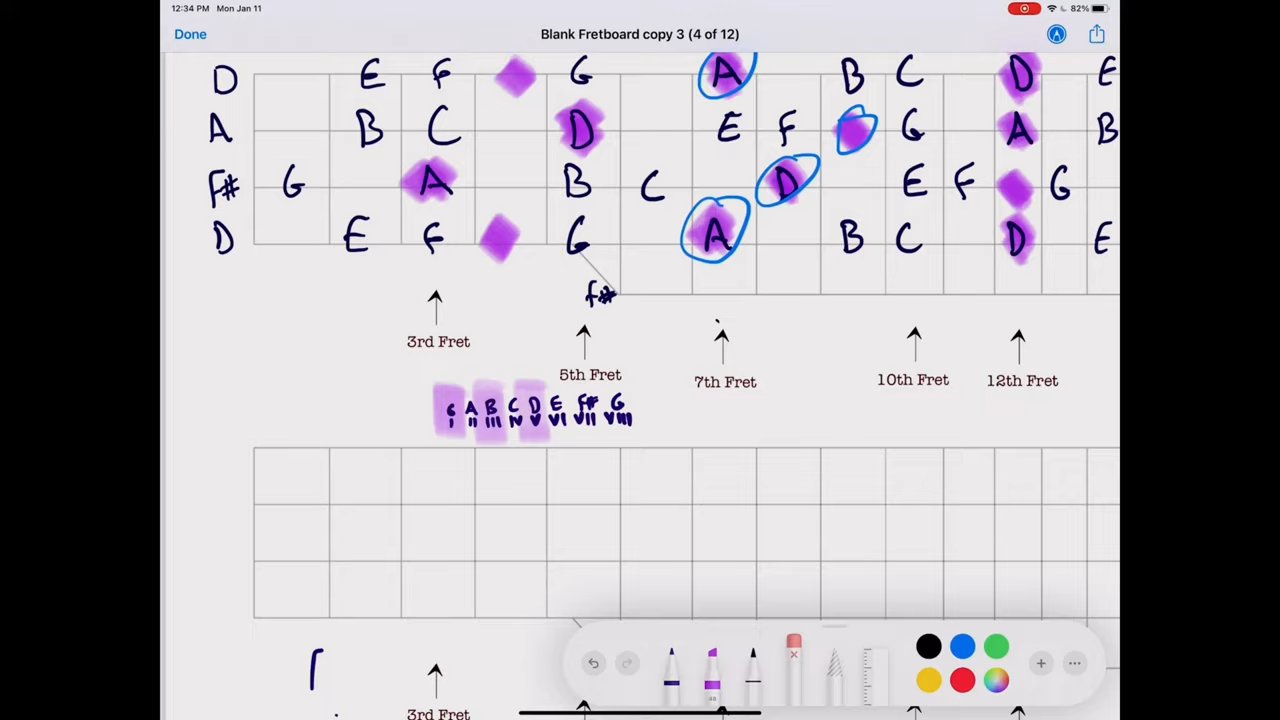 12:34 PM Mon Jan 11 82%
Done Blank Fretboard copy 3 (4 of 12)
D E F G A B C D E
A B C D E F G A B
F# G A B C D E F G
D E F G A B C D E
F#
3rd Fret
5th Fret 7th Fret 10th Fret 12th Fret
G A B C D E F# G
I II III IV V VI VII VIII
3rd Fret